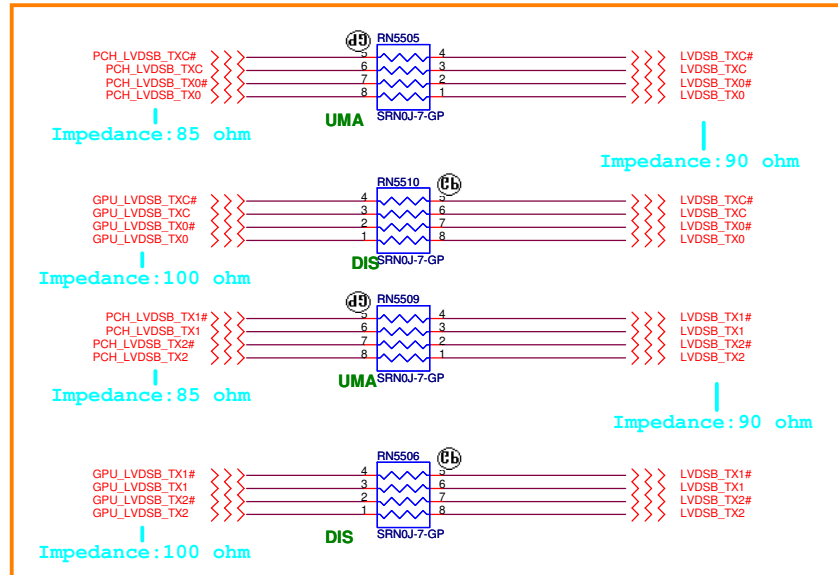 RN5505
PCH_LVDSB_TXC# 5 4 LVDSB_TXC#
PCH_LVDSB_TXC 6 3 LVDSB_TXC
PCH_LVDSB_TX0# 7 2 LVDSB_TX0#
PCH_LVDSB_TX0 8 1 LVDSB_TX0
UMA SRN0J-7-GP
Impedance:85 ohm
Impedance:90 ohm
RN5510
GPU_LVDSB_TXC# 4 5 LVDSB_TXC#
GPU_LVDSB_TXC 3 6 LVDSB_TXC
GPU_LVDSB_TX0# 2 7 LVDSB_TX0#
GPU_LVDSB_TX0 1 8 LVDSB_TX0
DIS SRN0J-7-GP
Impedance:100 ohm
RN5509
PCH_LVDSB_TX1# 5 4 LVDSB_TX1#
PCH_LVDSB_TX1 6 3 LVDSB_TX1
PCH_LVDSB_TX2# 7 2 LVDSB_TX2#
PCH_LVDSB_TX2 8 1 LVDSB_TX2
UMA SRN0J-7-GP
Impedance:85 ohm
Impedance:90 ohm
RN5506
GPU_LVDSB_TX1# 4 5 LVDSB_TX1#
GPU_LVDSB_TX1 3 6 LVDSB_TX1
GPU_LVDSB_TX2# 2 7 LVDSB_TX2#
GPU_LVDSB_TX2 1 8 LVDSB_TX2
DIS SRN0J-7-GP
Impedance:100 ohm